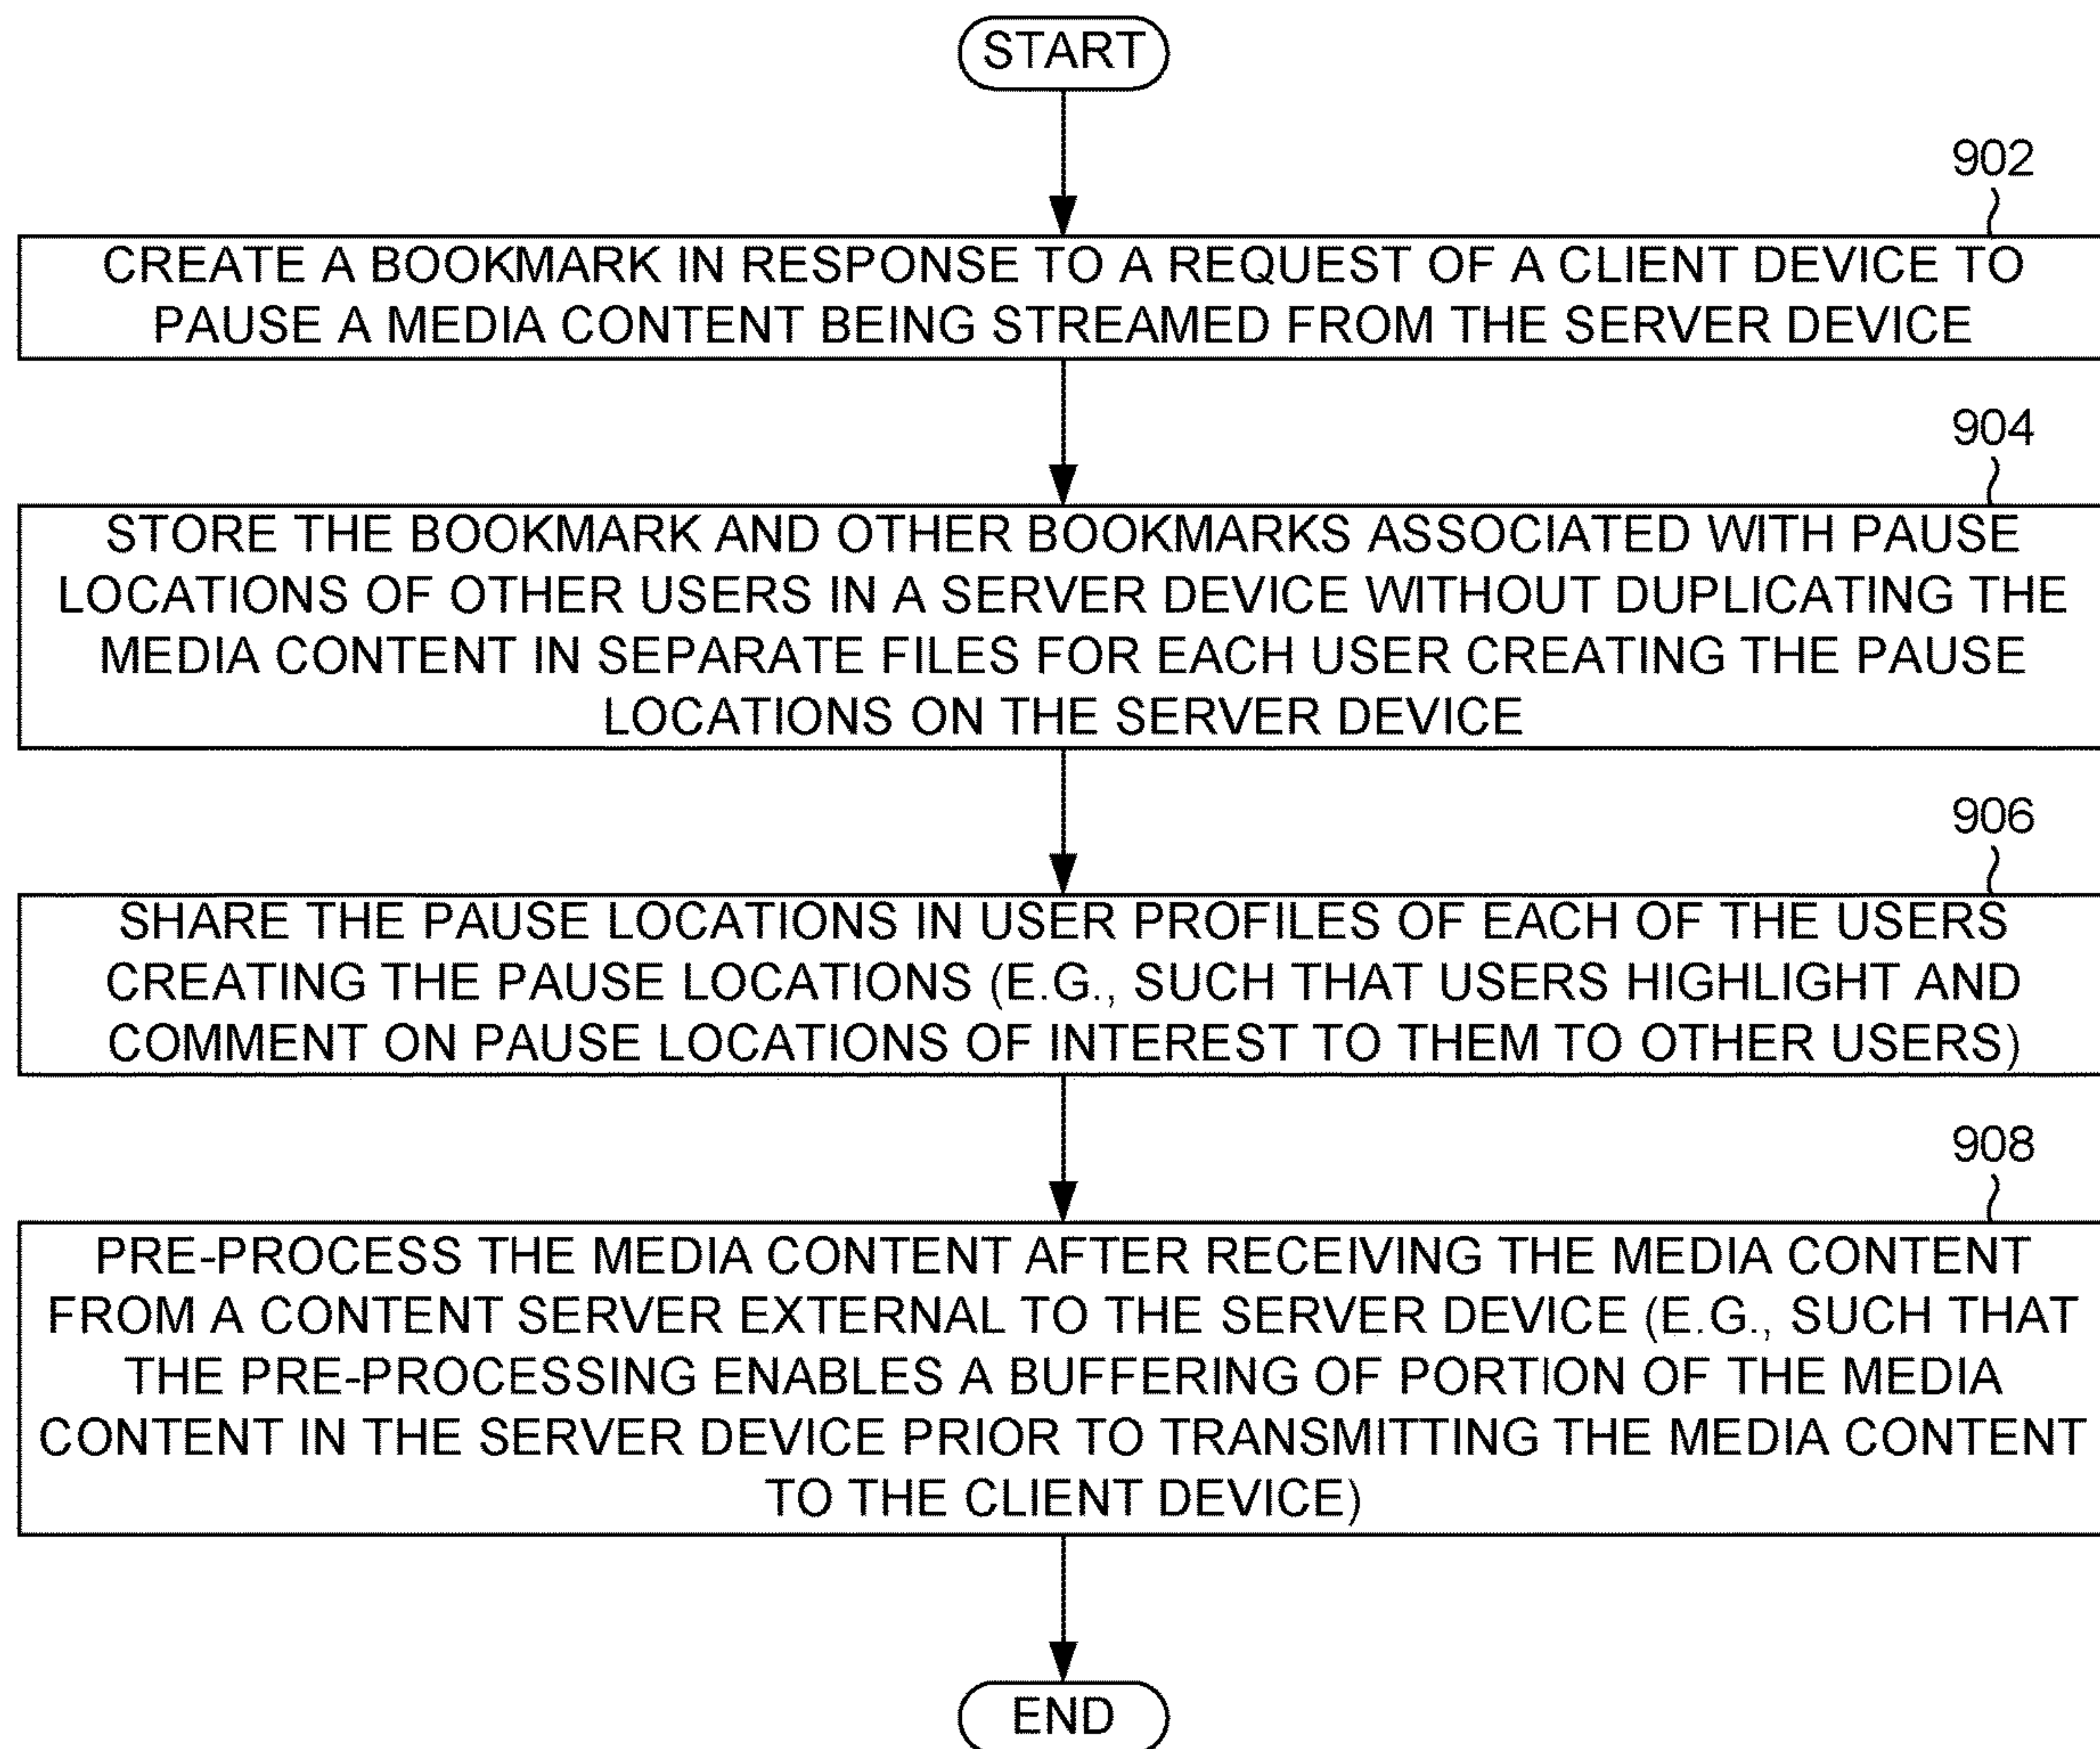 START
902
CREATE A BOOKMARK IN RESPONSE TO A REQUEST OF A CLIENT DEVICE TO
PAUSE A MEDIA CONTENT BEING STREAMED FROM THE SERVER DEVICE
904
STORE THE BOOKMARK AND OTHER BOOKMARKS ASSOCIATED WITH PAUSE
LOCATIONS OF OTHER USERS IN A SERVER DEVICE WITHOUT DUPLICATING THE
MEDIA CONTENT IN SEPARATE FILES FOR EACH USER CREATING THE PAUSE
LOCATIONS ON THE SERVER DEVICE
906
SHARE THE PAUSE LOCATIONS IN USER PROFILES OF EACH OF THE USERS
CREATING THE PAUSE LOCATIONS (E.G., SUCH THAT USERS HIGHLIGHT AND
COMMENT ON PAUSE LOCATIONS OF INTEREST TO THEM TO OTHER USERS)
908
PRE-PROCESS THE MEDIA CONTENT AFTER RECEIVING THE MEDIA CONTENT
FROM A CONTENT SERVER EXTERNAL TO THE SERVER DEVICE (E.G., SUCH THAT
THE PRE-PROCESSING ENABLES A BUFFERING OF PORTION OF THE MEDIA
CONTENT IN THE SERVER DEVICE PRIOR TO TRANSMITTING THE MEDIA CONTENT
TO THE CLIENT DEVICE)
END